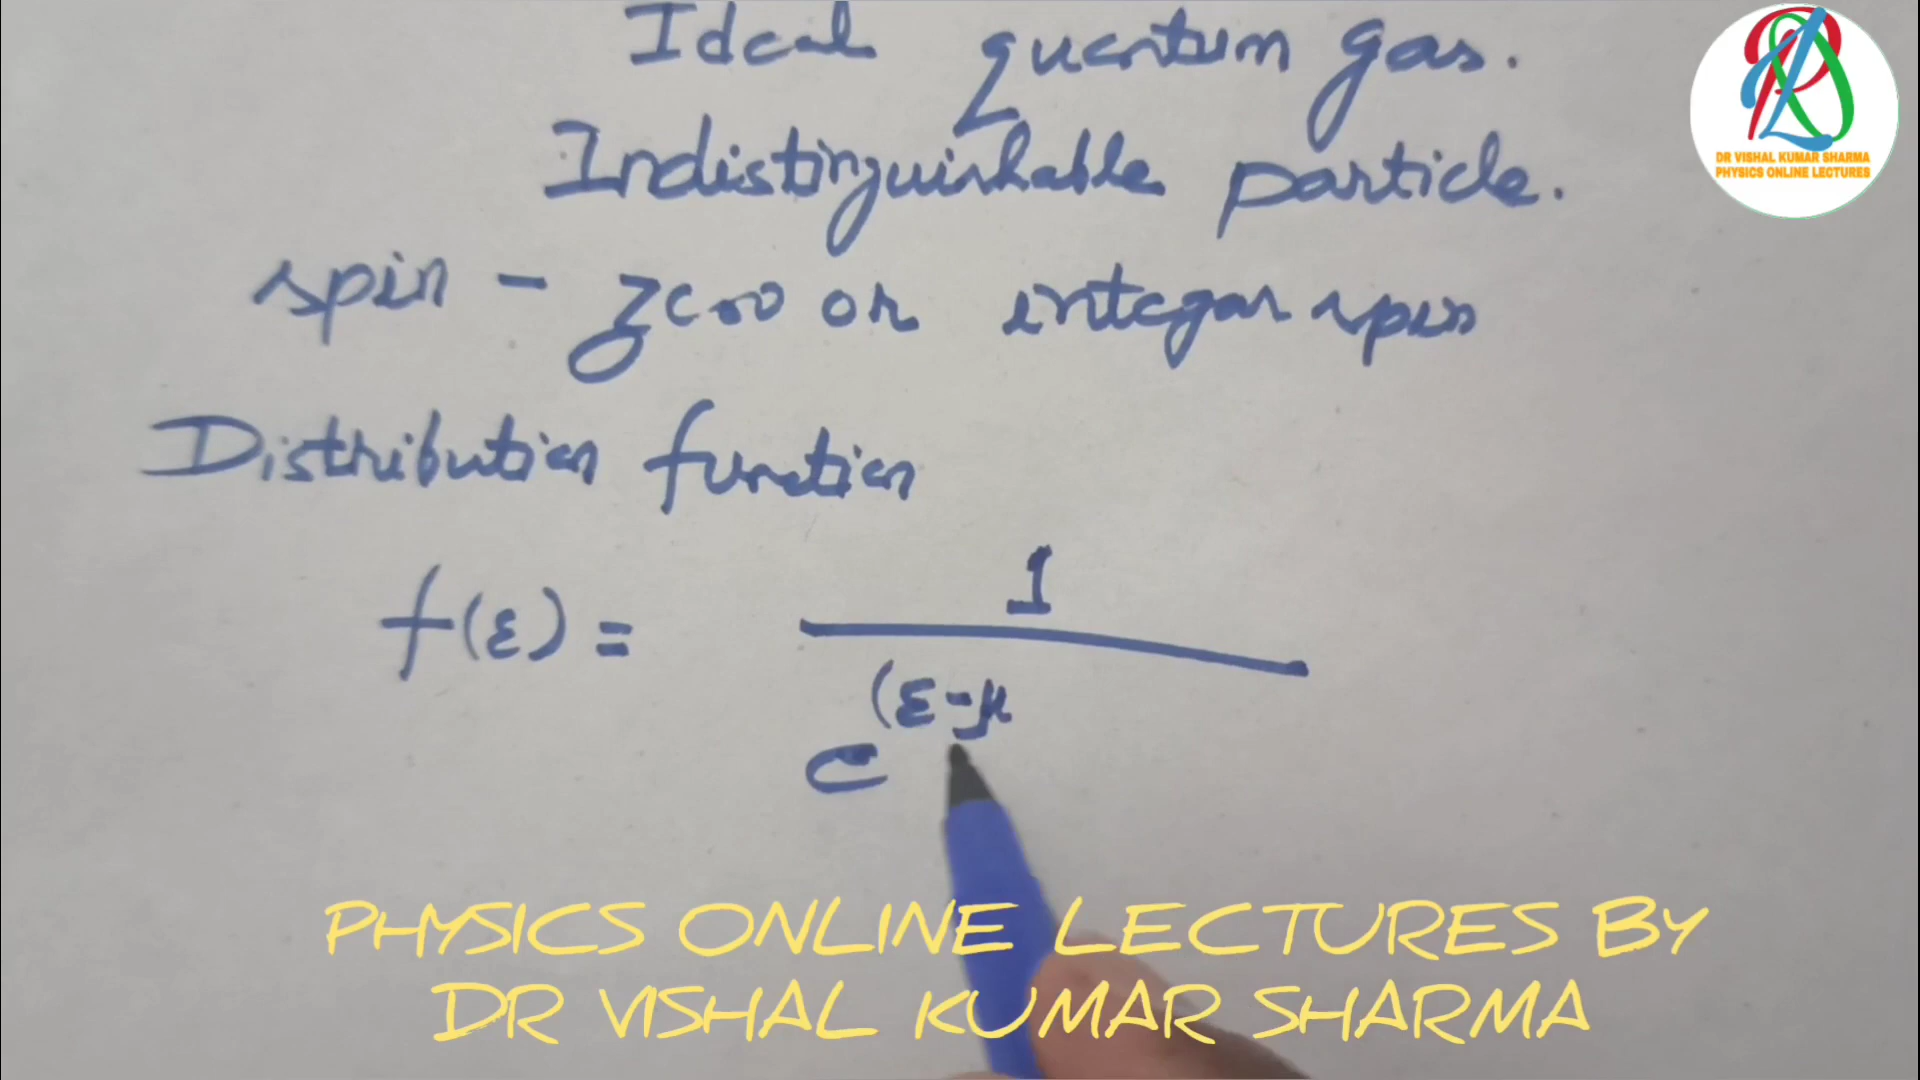 Ideal quantum gas.
Indistinguishable particle.
spin - zero or integar spin
Distribution function
f(ε) = 1
e(ε-μ
DR VISHAL KUMAR SHARMA
PHYSICS ONLINE LECTURES
PHYSICS ONLINE LECTURES BY
DR VISHAL KUMAR SHARMA